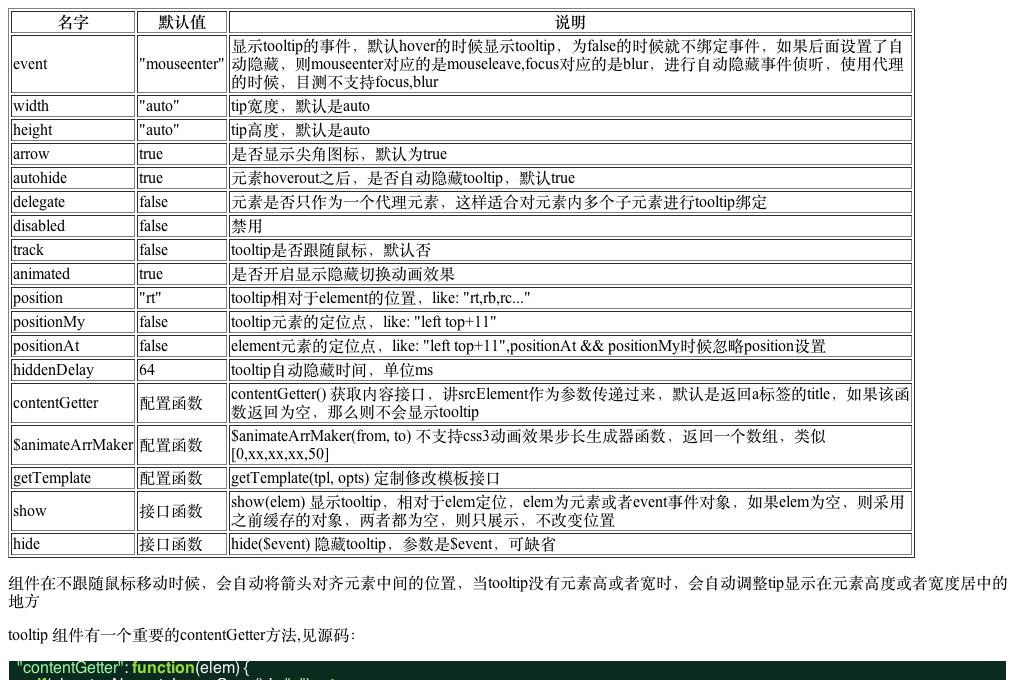 名字 默认值 说明
event "mouseenter" 显示tooltip的事件，默认hover的时候显示tooltip，为false的时候就不绑定事件，如果后面设置了自
动隐藏，则mouseenter对应的是mouseleave,focus对应的是blur，进行自动隐藏事件侦听，使用代理
的时候，目测不支持focus,blur
width "auto" tip宽度，默认是auto
height "auto" tip高度，默认是auto
arrow true 是否显示尖角图标，默认为true
autohide true 元素hoverout之后，是否自动隐藏tooltip，默认true
delegate false 元素是否只作为一个代理元素，这样适合对元素内多个子元素进行tooltip绑定
disabled false 禁用
track false tooltip是否跟随鼠标，默认否
animated true 是否开启显示隐藏切换动画效果
position "rt" tooltip相对于element的位置，like: "rt,rb,rc..."
positionMy false tooltip元素的定位点，like: "left top+11"
positionAt false element元素的定位点，like: "left top+11",positionAt && positionMy时候忽略position设置
hiddenDelay 64 tooltip自动隐藏时间，单位ms
contentGetter 配置函数 contentGetter() 获取内容接口，讲srcElement作为参数传递过来，默认是返回a标签的title，如果该函
数返回为空，那么则不会显示tooltip
$animateArrMaker 配置函数 $animateArrMaker(from, to) 不支持css3动画效果步长生成器函数，返回一个数组，类似
[0,xx,xx,xx,50]
getTemplate 配置函数 getTemplate(tpl, opts) 定制修改模板接口
show 接口函数 show(elem) 显示tooltip，相对于elem定位，elem为元素或者event事件对象，如果elem为空，则采用
之前缓存的对象，两者都为空，则只展示，不改变位置
hide 接口函数 hide($event) 隐藏tooltip，参数是$event，可缺省
组件在不跟随鼠标移动时候，会自动将箭头对齐元素中间的位置，当tooltip没有元素高或者宽时，会自动调整tip显示在元素高度或者宽度居中的
地方
tooltip 组件有一个重要的contentGetter方法,见源码：
"contentGetter": function(elem) {